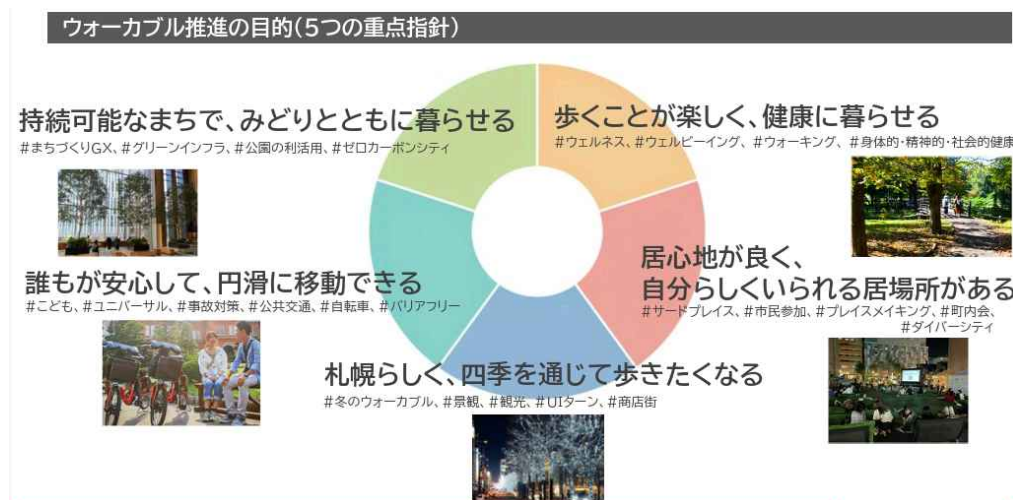 ウォーカブル推進の目的(5つの重点指針)
持続可能なまちで、みどりとともに暮らせる
#まちづくりGX、#グリーンインフラ、#公園の利活用、#ゼロカーボンシティ
歩くことが楽しく、健康に暮らせる
#ウェルネス、#ウェルビーイング、#ウォーキング、#身体的・精神的・社会的健康
居心地が良く、
自分らしくいられる居場所がある
#サードプレイス、#市民参加、#プレイスメイキング、#町内会、
#ダイバーシティ
誰もが安心して、円滑に移動できる
#こども、#ユニバーサル、#事故対策、#公共交通、#自転車、#バリアフリー
札幌らしく、四季を通じて歩きたくなる
#冬のウォーカブル、#景観、#観光、#UIターン、#商店街